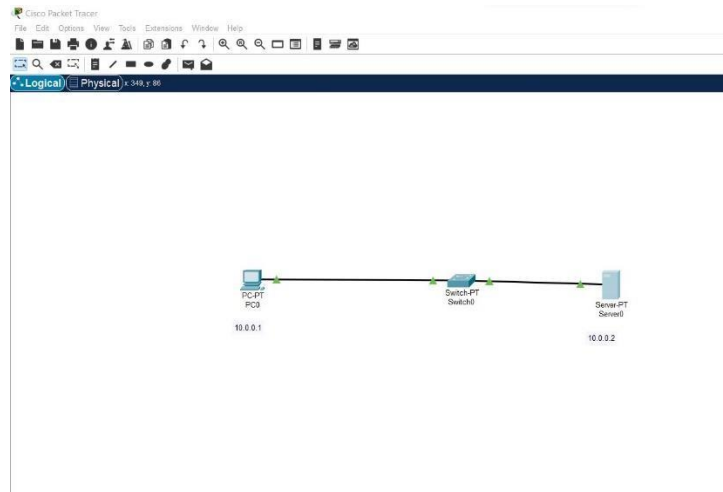 Cisco Packet Tracer
File Edit Options View Tools Extensions Window Help
Logical Physical x: 349, y: 86
PC-PT
PC0
10.0.0.1
Switch-PT
Switch0
Server-PT
Server0
10.0.0.2